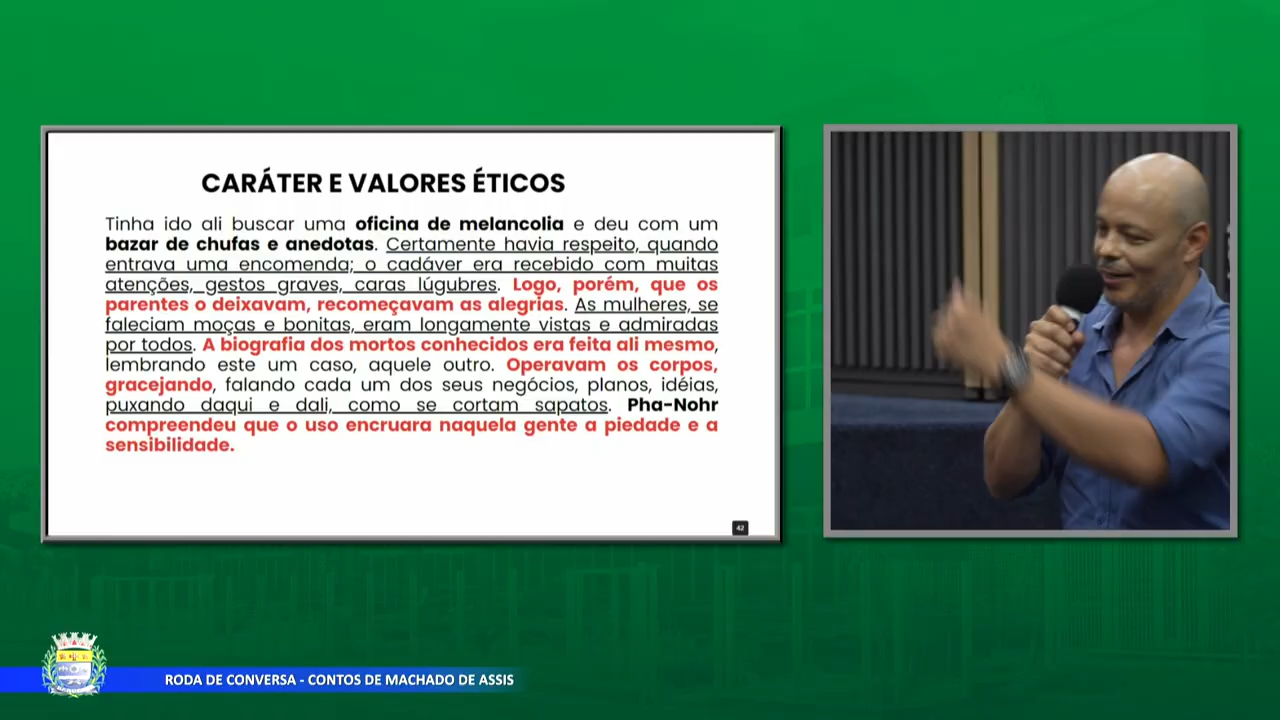 CARÁTER E VALORES ÉTICOS
Tinha ido ali buscar uma oficina de melancolia e deu com um
bazar de chufas e anedotas. Certamente havia respeito, quando
entrava uma encomenda; o cadáver era recebido com muitas
atenções, gestos graves, caras lúgubres. Logo, porém, que os
parentes o deixavam, recomeçavam as alegrias. As mulheres, se
faleciam moças e bonitas, eram longamente vistas e admiradas
por todos. A biografia dos mortos conhecidos era feita ali mesmo,
lembrando este um caso, aquele outro. Operavam os corpos,
gracejando, falando cada um dos seus negócios, planos, idéias,
puxando daqui e dali, como se cortam sapatos. Pha-Nohr
compreendeu que o uso encruara naquela gente a piedade e a
sensibilidade.
42
RODA DE CONVERSA - CONTOS DE MACHADO DE ASSIS